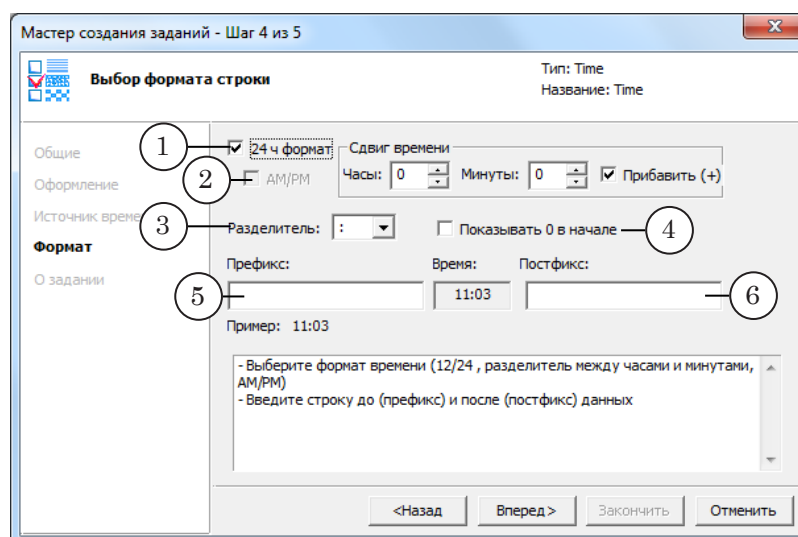 Мастер создания заданий - Шаг 4 из 5
Выбор формата строки
Тип: Time
Название: Time
Общие
Оформление
Источник време
Формат
О задании
1
24 ч формат
2
AM/PM
Сдвиг времени
Часы: 0 Минуты: 0 Прибавить (+)
3
Разделитель: :
Показывать 0 в начале
4
Префикс: Время: Постфикс:
5
11:03
6
Пример: 11:03
- Выберите формат времени (12/24 , разделитель между часами и минутами,
AM/PM)
- Введите строку до (префикс) и после (постфикс) данных
<Назад Вперед> Закончить Отменить